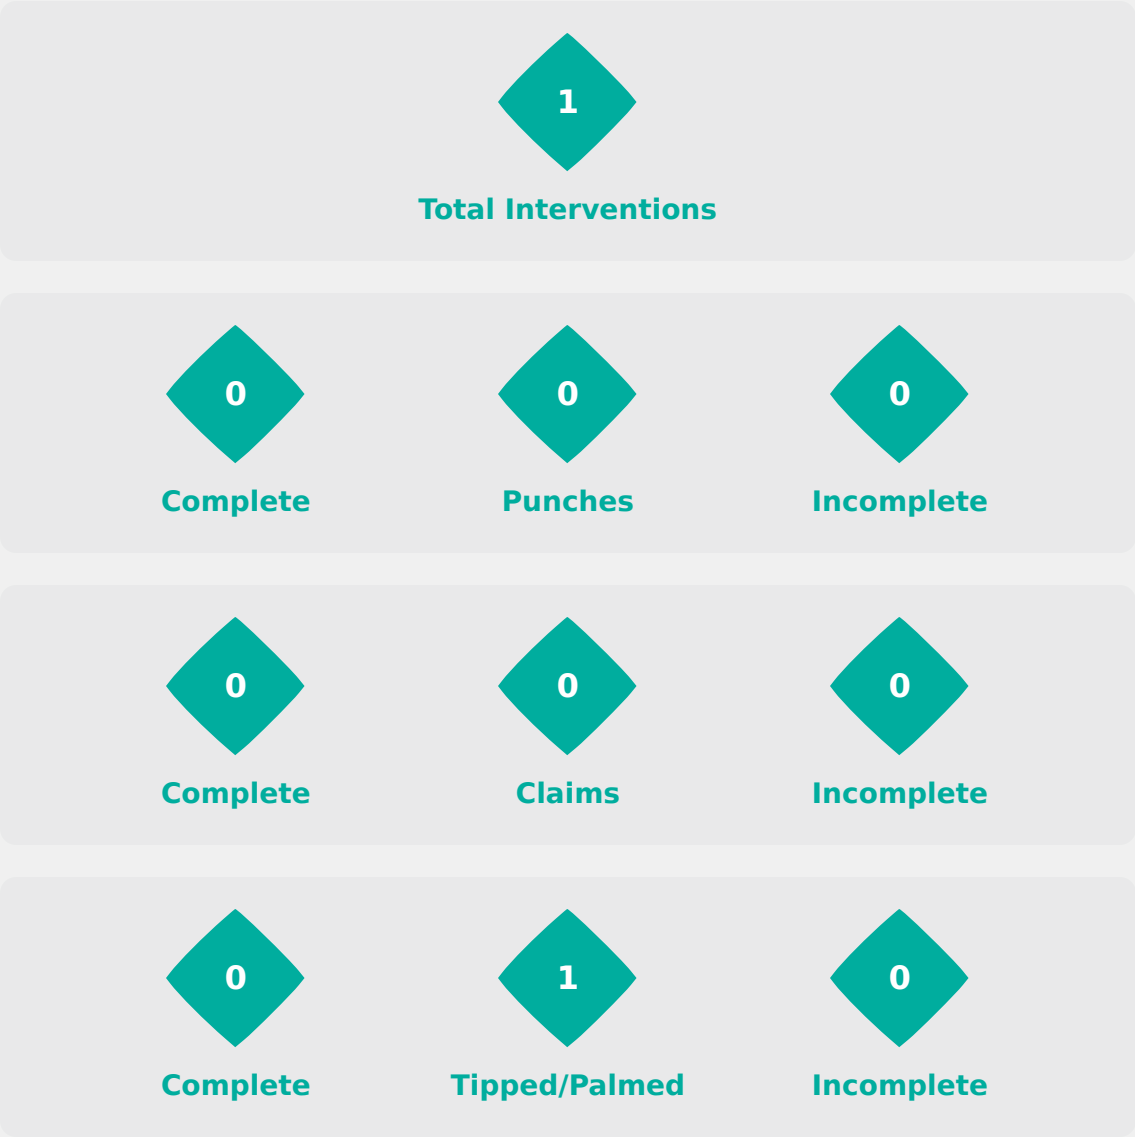 1
Total Interventions
0 0 0
Complete Punches Incomplete
0 0 0
Complete Claims Incomplete
0 1 0
Complete Tipped/Palmed Incomplete